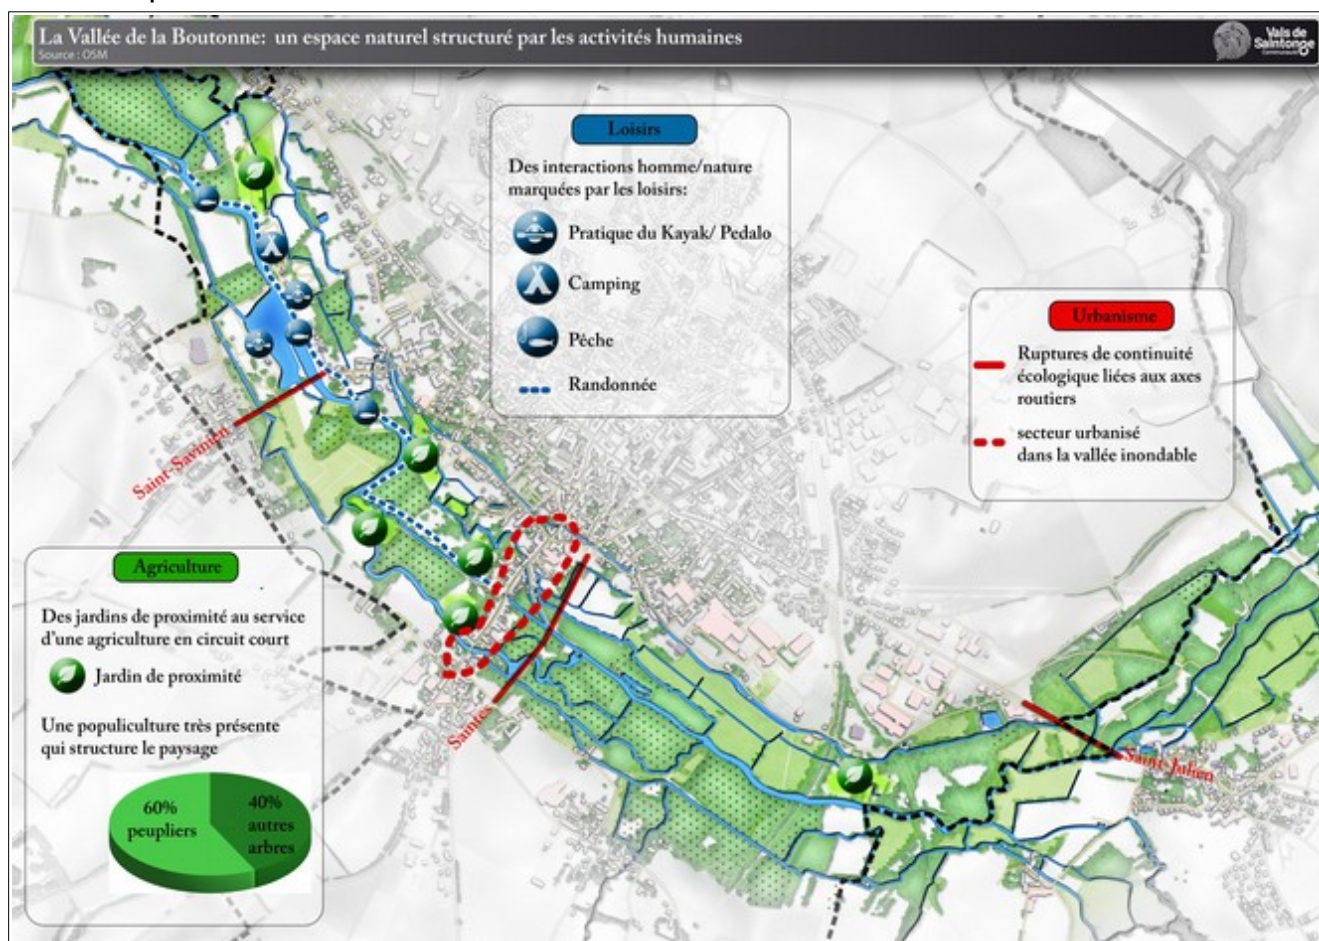 La Vallée de la Boutonne: un espace naturel structuré par les activités humaines
Source : OSM
Vals de
Saintonge
Communauté
Loisirs
Des interactions homme/nature
marquées par les loisirs:
Pratique du Kayak/ Pedalo
Camping
Pêche
Randonnée
Urbanisme
Ruptures de continuité
écologique liées aux axes
routiers
secteur urbanisé
dans la vallée inondable
Saint-Savinien
Agriculture
Des jardins de proximité au service
d'une agriculture en circuit court
Jardin de proximité
Une populiculture très présente
qui structure le paysage
60%
peupliers
40%
autres
arbres
Saintes
Saint-Julien